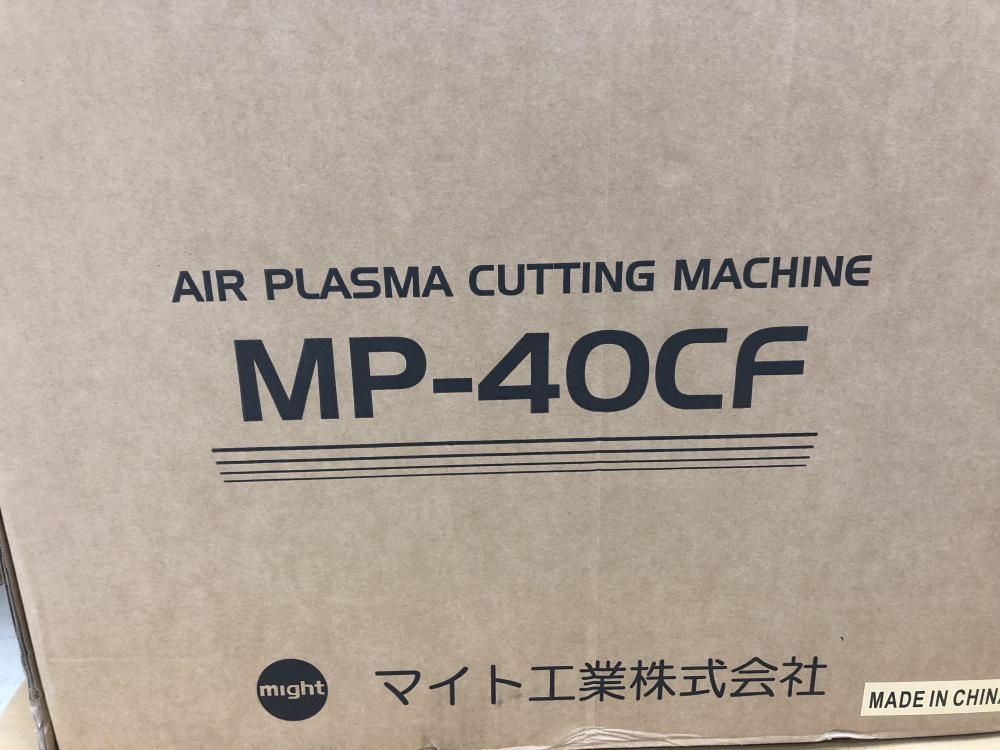 AIR PLASMA CUTTING MACHINE
MP-40CF
might マイト工業株式会社
MADE IN CHINA